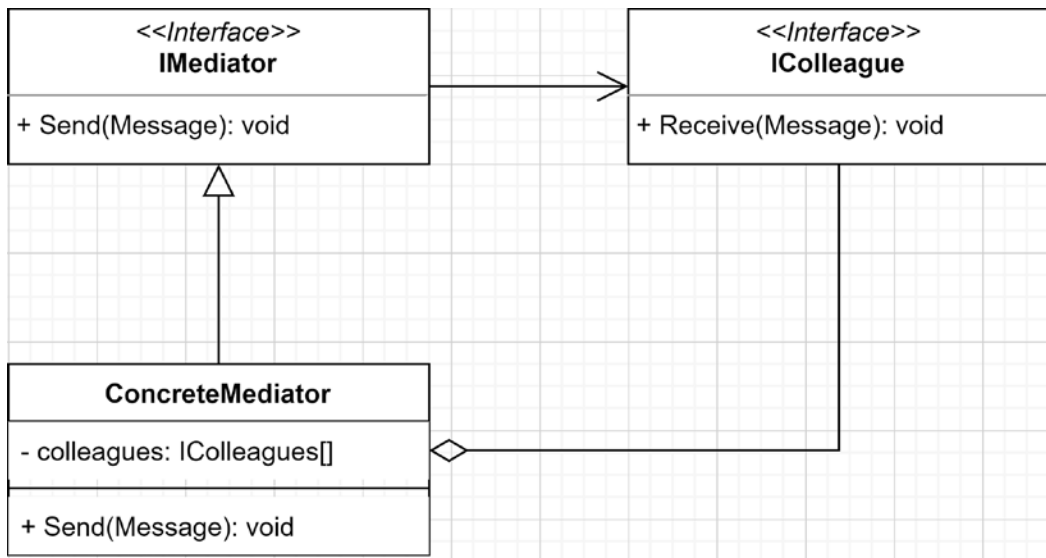 <<Interface>>
IMediator
+ Send(Message): void
<<Interface>>
IColleague
+ Receive(Message): void
ConcreteMediator
- colleagues: IColleagues[]
+ Send(Message): void